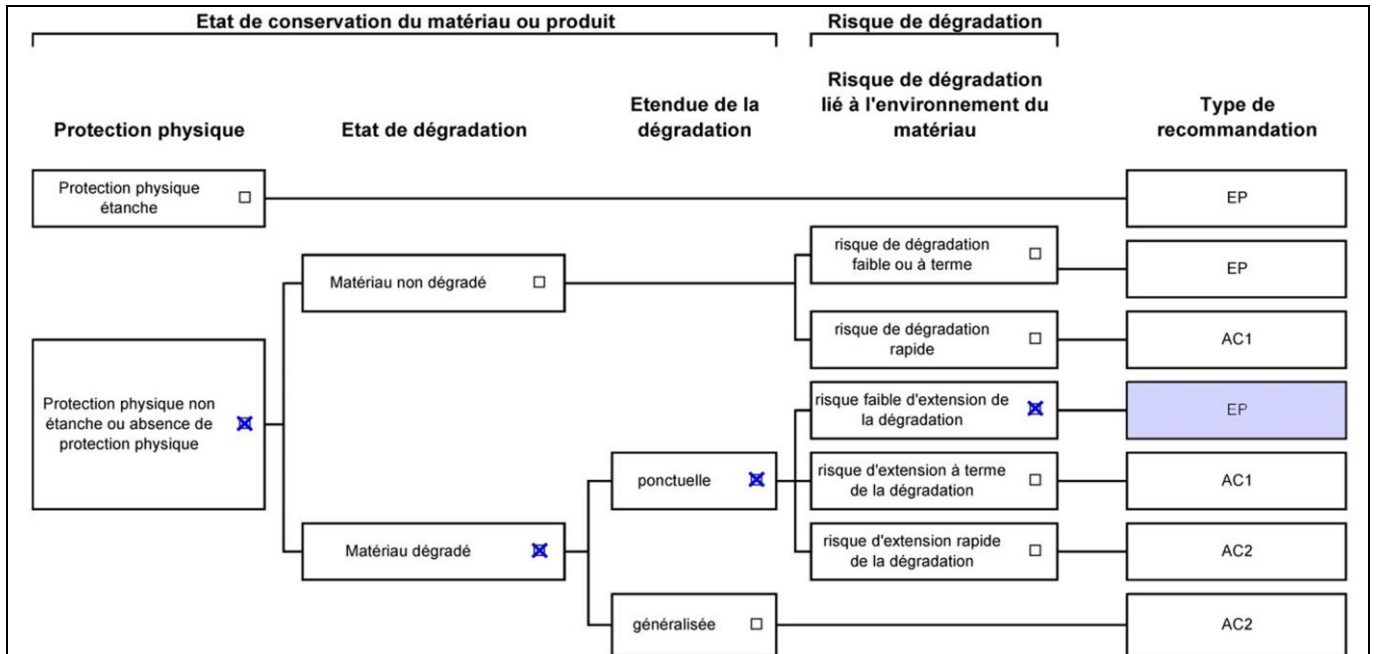 Etat de conservation du matériau ou produit
Risque de dégradation
Protection physique
Etat de dégradation
Etendue de la
dégradation
Risque de dégradation
lié à l'environnement du
matériau
Type de
recommandation
Protection physique
étanche
EP
risque de dégradation
faible ou à terme
EP
Matériau non dégradé
risque de dégradation
rapide
AC1
Protection physique non
étanche ou absence de
protection physique
risque faible d'extension de
la dégradation
EP
ponctuelle
risque d'extension à terme
de la dégradation
AC1
Matériau dégradé
risque d'extension rapide
de la dégradation
AC2
généralisée
AC2